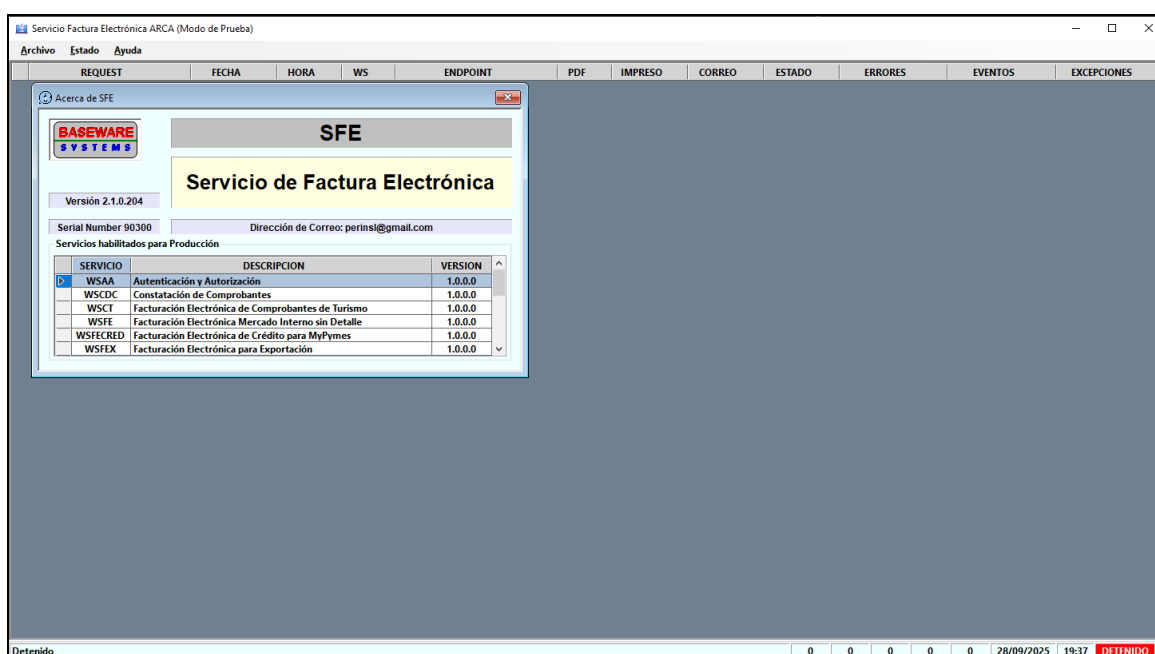 Servicio Factura Electrónica ARCA (Modo de Prueba)
Archivo Estado Ayuda
REQUEST FECHA HORA WS ENDPOINT PDF IMPRESO CORREO ESTADO ERRORES EVENTOS EXCEPCIONES
Acerca de SFE
BASEWARE
SYSTEMS
SFE
Servicio de Factura Electrónica
Versión 2.1.0.204
Serial Number 90300 Dirección de Correo: perinsl@gmail.com
Servicios habilitados para Producción
SERVICIO DESCRIPCION VERSION
WSAA Autenticación y Autorización 1.0.0.0
WSCDC Constatación de Comprobantes 1.0.0.0
WSCT Facturación Electrónica de Comprobantes de Turismo 1.0.0.0
WSFE Facturación Electrónica Mercado Interno sin Detalle 1.0.0.0
WSFECRED Facturación Electrónica de Crédito para MyPymes 1.0.0.0
WSFEX Facturación Electrónica para Exportación 1.0.0.0
Detenido 0 0 0 0 0 28/09/2025 19:37 DETENIDO